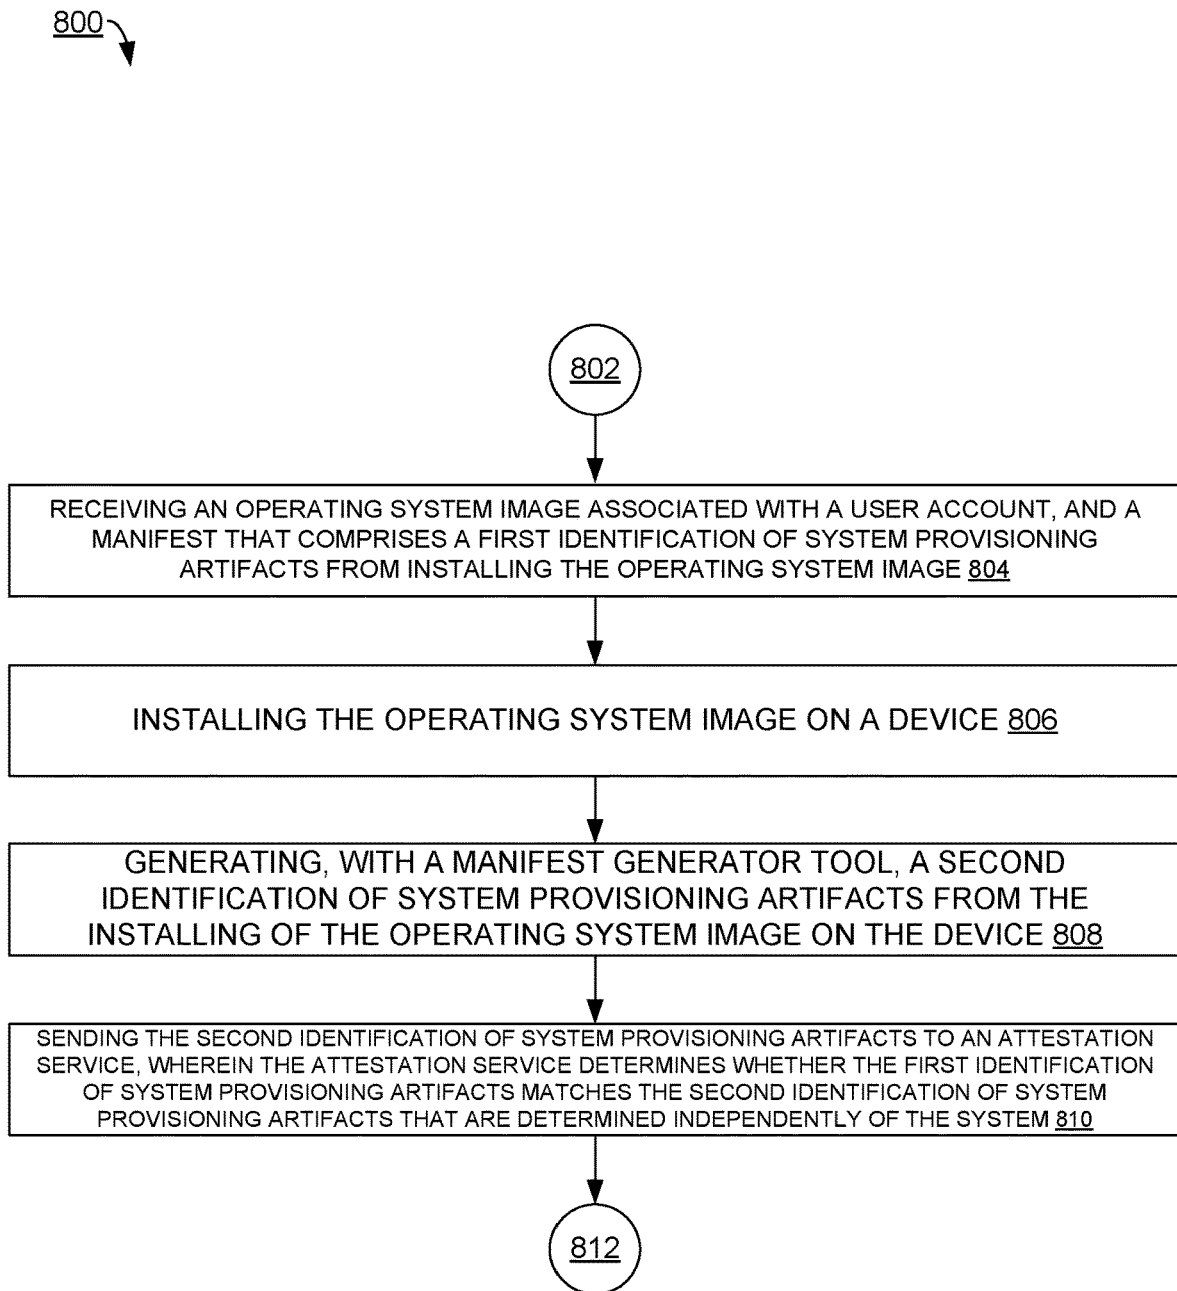 800
802
RECEIVING AN OPERATING SYSTEM IMAGE ASSOCIATED WITH A USER ACCOUNT, AND A
MANIFEST THAT COMPRISES A FIRST IDENTIFICATION OF SYSTEM PROVISIONING
ARTIFACTS FROM INSTALLING THE OPERATING SYSTEM IMAGE 804
INSTALLING THE OPERATING SYSTEM IMAGE ON A DEVICE 806
GENERATING, WITH A MANIFEST GENERATOR TOOL, A SECOND
IDENTIFICATION OF SYSTEM PROVISIONING ARTIFACTS FROM THE
INSTALLING OF THE OPERATING SYSTEM IMAGE ON THE DEVICE 808
SENDING THE SECOND IDENTIFICATION OF SYSTEM PROVISIONING ARTIFACTS TO AN ATTESTATION
SERVICE, WHEREIN THE ATTESTATION SERVICE DETERMINES WHETHER THE FIRST IDENTIFICATION
OF SYSTEM PROVISIONING ARTIFACTS MATCHES THE SECOND IDENTIFICATION OF SYSTEM
PROVISIONING ARTIFACTS THAT ARE DETERMINED INDEPENDENTLY OF THE SYSTEM 810
812